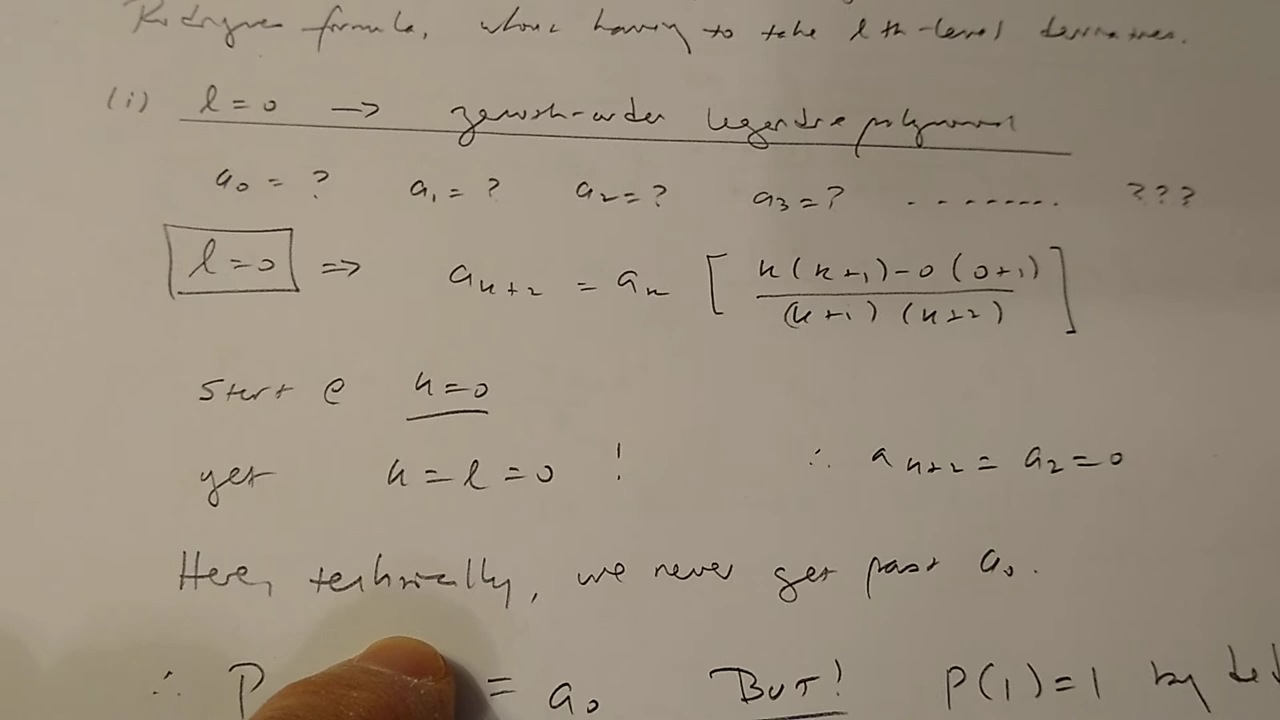 Rodrigues formula, without having to take l th-level derivatives.
(i) l = 0 → zeroth-order Legendre polynomial
a₀ = ? a₁ = ? a₂ = ? a₃ = ? ........ ???
l = 0 ⇒ aₙ₊₂ = aₙ [ n(n+1) - 0(0+1) / (n+1)(n+2) ]
Start @ n = 0
yet n = l = 0 ! ∴ aₙ₊₂ = a₂ = 0
Here, technically, we never get past a₀.
∴ P = a₀ BUT! P(1) = 1 by